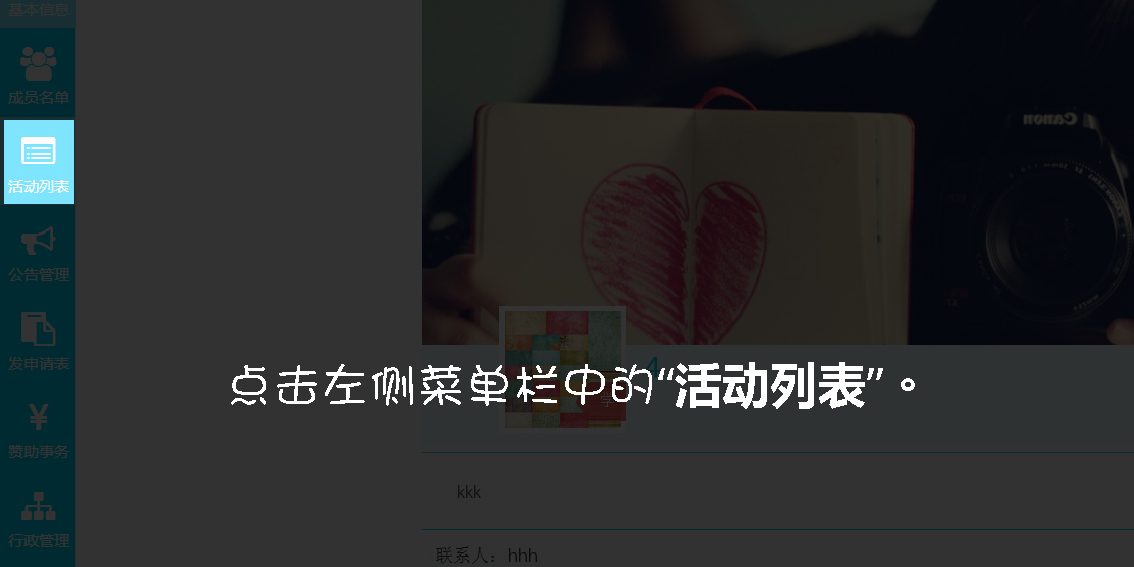 基本信息
成员名单
活动列表
公告管理
发申请表
赞助事务
行政管理
Canon
点击左侧菜单栏中的“活动列表”。
kkk
联系人：hhh